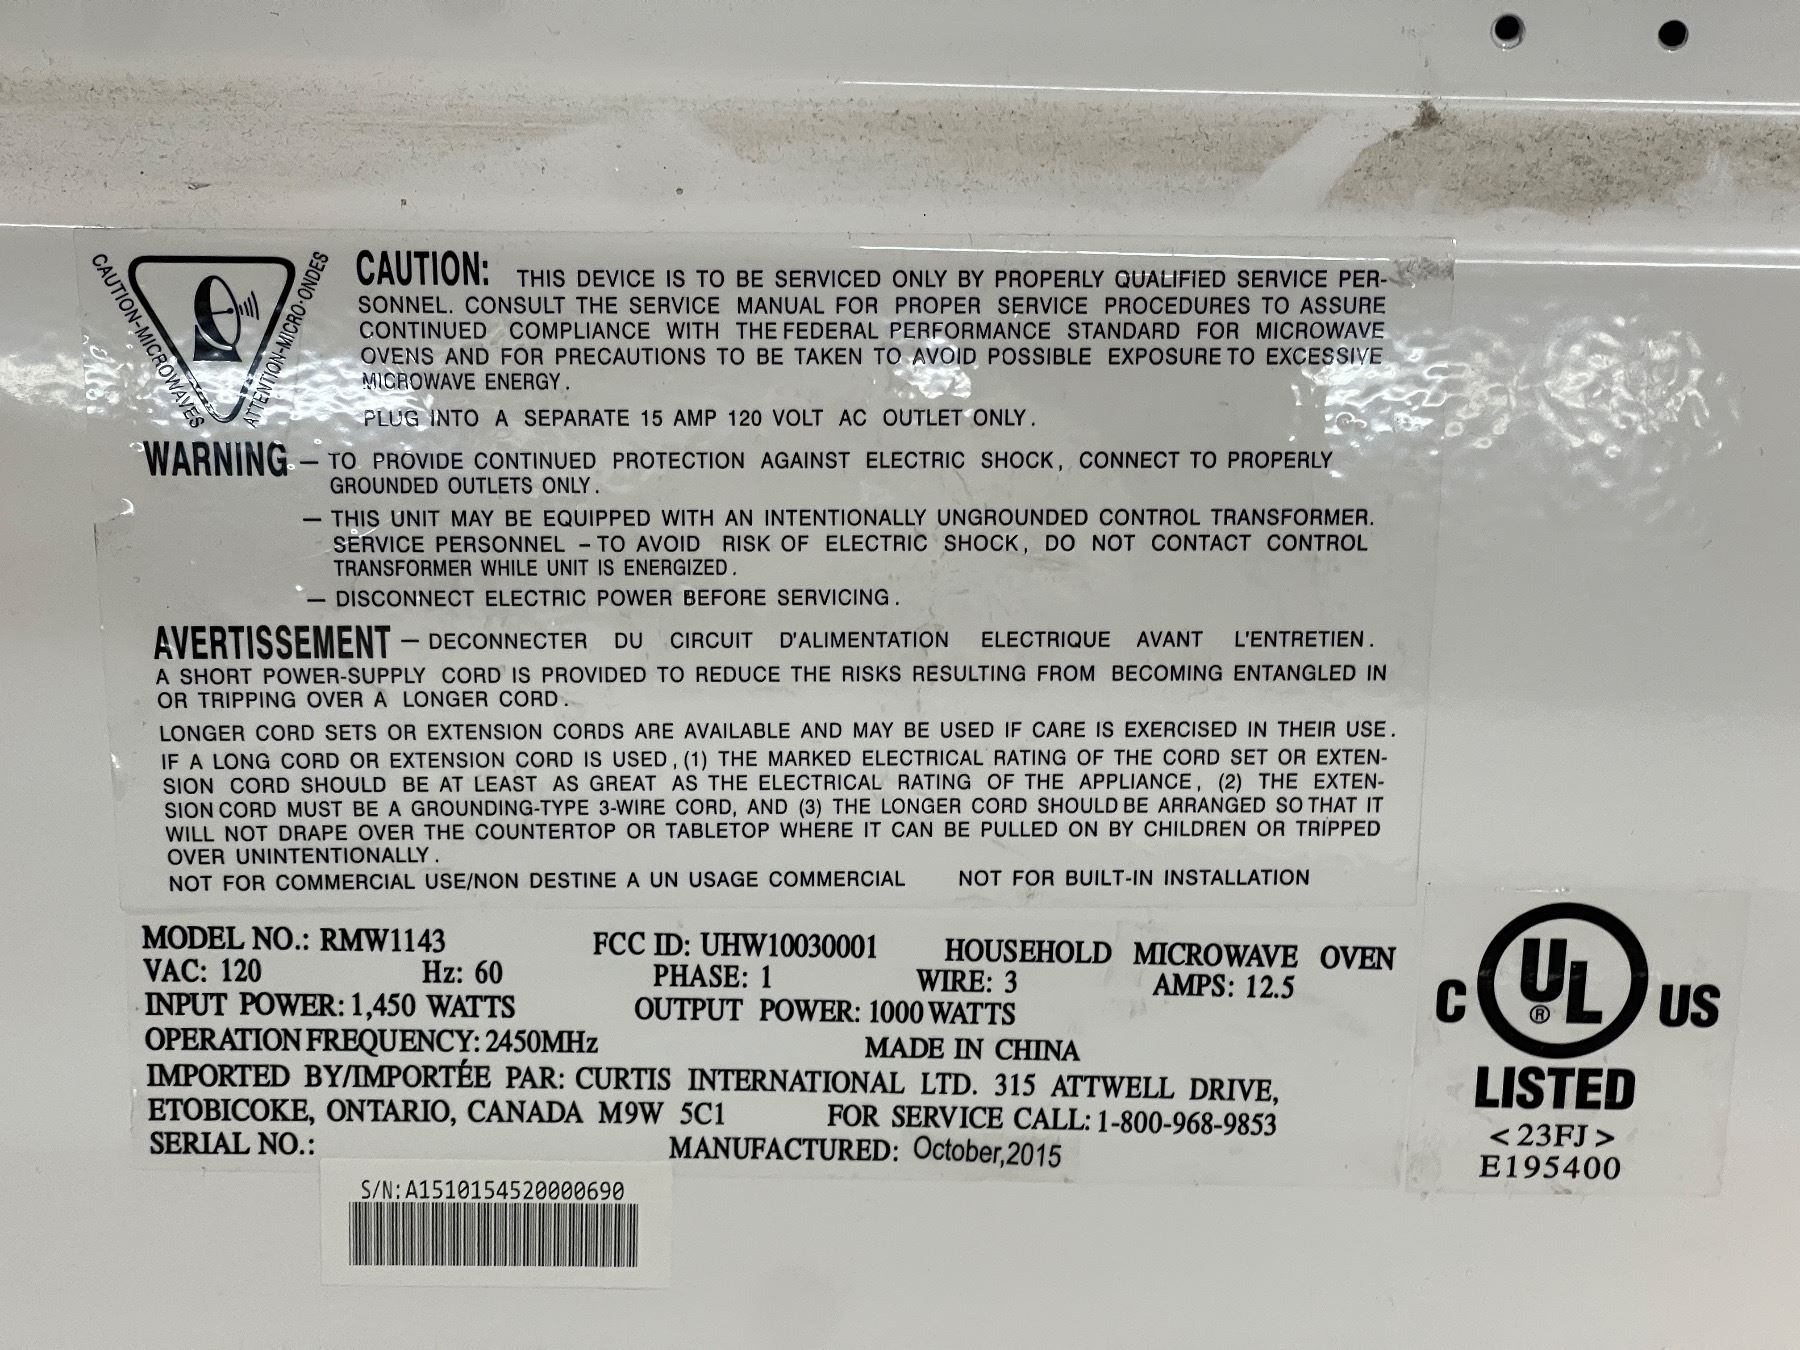 CAUTION-MICROWAVES
ATTENTION-MICRO-ONDES
CAUTION: THIS DEVICE IS TO BE SERVICED ONLY BY PROPERLY QUALIFIED SERVICE PER-
SONNEL. CONSULT THE SERVICE MANUAL FOR PROPER SERVICE PROCEDURES TO ASSURE
CONTINUED COMPLIANCE WITH THE FEDERAL PERFORMANCE STANDARD FOR MICROWAVE
OVENS AND FOR PRECAUTIONS TO BE TAKEN TO AVOID POSSIBLE EXPOSURE TO EXCESSIVE
MICROWAVE ENERGY.
PLUG INTO A SEPARATE 15 AMP 120 VOLT AC OUTLET ONLY.
WARNING – TO PROVIDE CONTINUED PROTECTION AGAINST ELECTRIC SHOCK, CONNECT TO PROPERLY
GROUNDED OUTLETS ONLY.
– THIS UNIT MAY BE EQUIPPED WITH AN INTENTIONALLY UNGROUNDED CONTROL TRANSFORMER.
SERVICE PERSONNEL – TO AVOID RISK OF ELECTRIC SHOCK, DO NOT CONTACT CONTROL
TRANSFORMER WHILE UNIT IS ENERGIZED.
– DISCONNECT ELECTRIC POWER BEFORE SERVICING.
AVERTISSEMENT – DECONNECTER DU CIRCUIT D'ALIMENTATION ELECTRIQUE AVANT L'ENTRETIEN.
A SHORT POWER-SUPPLY CORD IS PROVIDED TO REDUCE THE RISKS RESULTING FROM BECOMING ENTANGLED IN
OR TRIPPING OVER A LONGER CORD.
LONGER CORD SETS OR EXTENSION CORDS ARE AVAILABLE AND MAY BE USED IF CARE IS EXERCISED IN THEIR USE.
IF A LONG CORD OR EXTENSION CORD IS USED, (1) THE MARKED ELECTRICAL RATING OF THE CORD SET OR EXTEN-
SION CORD SHOULD BE AT LEAST AS GREAT AS THE ELECTRICAL RATING OF THE APPLIANCE, (2) THE EXTEN-
SION CORD MUST BE A GROUNDING-TYPE 3-WIRE CORD, AND (3) THE LONGER CORD SHOULD BE ARRANGED SO THAT IT
WILL NOT DRAPE OVER THE COUNTERTOP OR TABLETOP WHERE IT CAN BE PULLED ON BY CHILDREN OR TRIPPED
OVER UNINTENTIONALLY.
NOT FOR COMMERCIAL USE/NON DESTINE A UN USAGE COMMERCIAL NOT FOR BUILT-IN INSTALLATION
MODEL NO.: RMW1143 FCC ID: UHW10030001 HOUSEHOLD MICROWAVE OVEN
VAC: 120 Hz: 60 PHASE: 1 WIRE: 3 AMPS: 12.5
INPUT POWER: 1,450 WATTS OUTPUT POWER: 1000 WATTS
OPERATION FREQUENCY: 2450MHz MADE IN CHINA
IMPORTED BY/IMPORTÉE PAR: CURTIS INTERNATIONAL LTD. 315 ATTWELL DRIVE,
ETOBICOKE, ONTARIO, CANADA M9W 5C1 FOR SERVICE CALL: 1-800-968-9853
SERIAL NO.: MANUFACTURED: October,2015
S/N:A1510154520000690
C UL® US
LISTED
<23FJ>
E195400